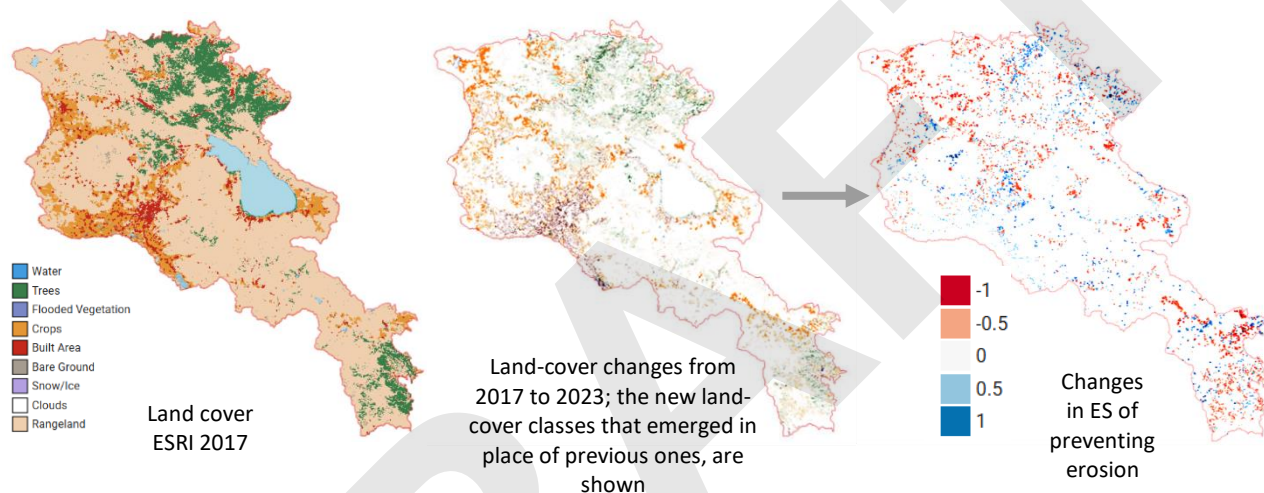 Water
Trees
Flooded Vegetation
Crops
Built Area
Bare Ground
Snow/Ice
Clouds
Rangeland
Land cover
ESRI 2017
Land-cover changes from
2017 to 2023; the new land-
cover classes that emerged in
place of previous ones, are
shown
-1
-0.5
0
0.5
1
Changes
in ES of
preventing
erosion
DRAFT